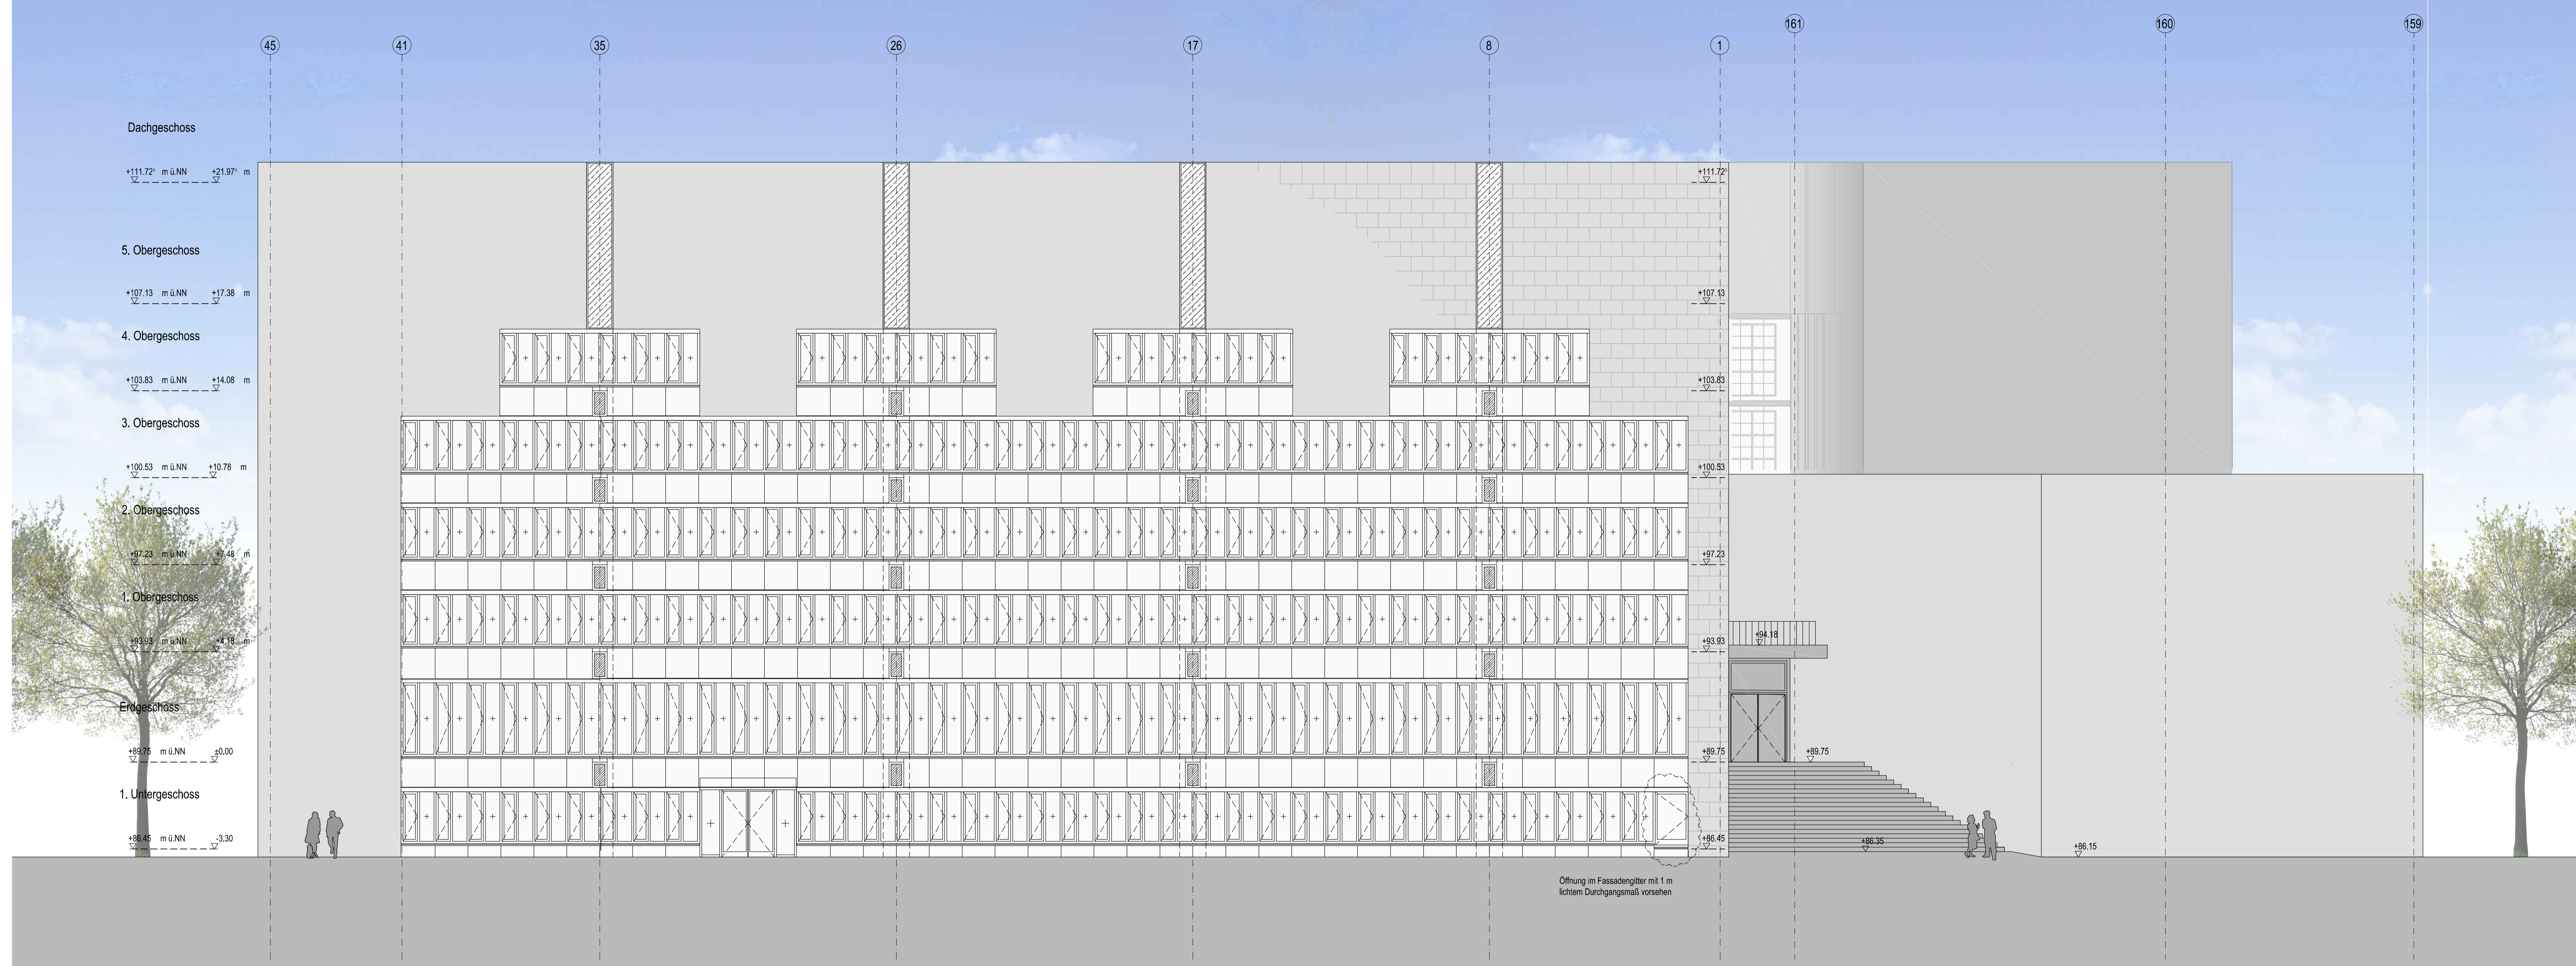 45 41 35 26 17 8 1 161 160 159
Dachgeschoss
+111.72⁵ m ü.NN +21.97⁵ m
+111.72⁵
5. Obergeschoss
+107.13 m ü.NN +17.38 m
+107.13
4. Obergeschoss
+103.83 m ü.NN +14.08 m
+103.83
3. Obergeschoss
+100.53 m ü.NN +10.78 m
+100.53
2. Obergeschoss
+97.23 m ü.NN +7.48 m
+97.23
1. Obergeschoss
+93.93 m ü.NN +4.18 m
+93.93
+94.18
Erdgeschoss
+89.75 m ü.NN ±0,00
+89.75
+89.75
1. Untergeschoss
+86.45 m ü.NN -3.30
+86.45
+86.35
+86.15
Öffnung im Fassadengitter mit 1 m
lichtem Durchgangsmaß vorsehen